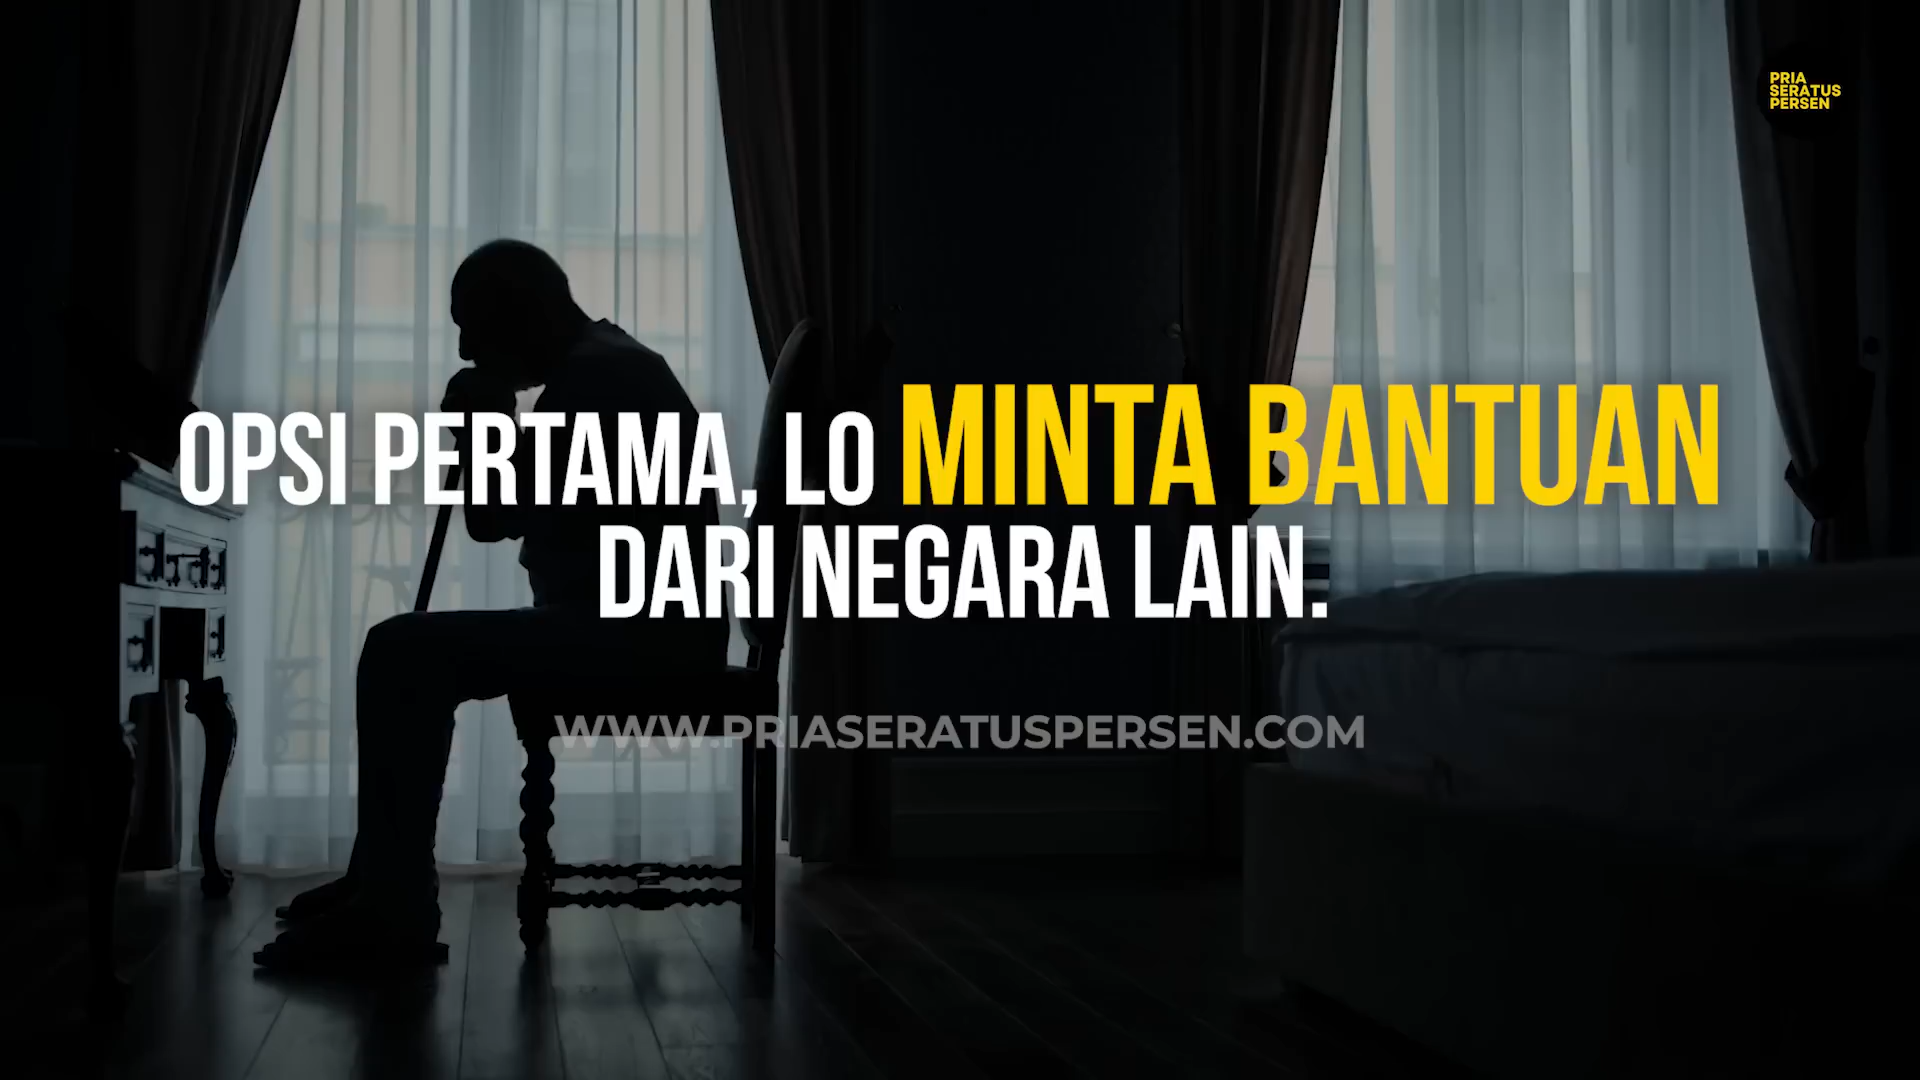 PRIA
SERATUS
PERSEN
OPSI PERTAMA, LO MINTA BANTUAN
DARI NEGARA LAIN.
WWW.PRIASERATUSPERSEN.COM